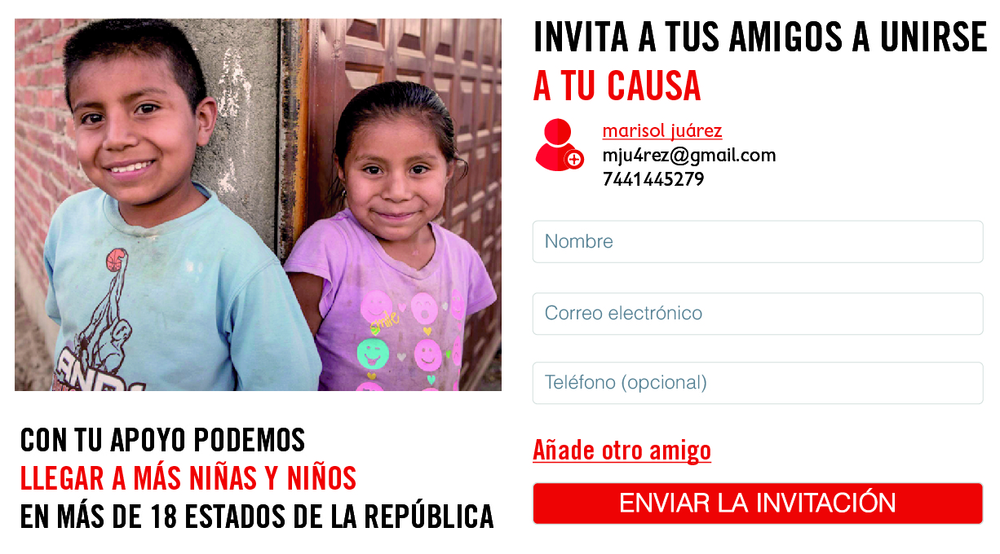 INVITA A TUS AMIGOS A UNIRSE
A TU CAUSA
marisol juárez
mju4rez@gmail.com
7441445279
Nombre
Correo electrónico
Teléfono (opcional)
Añade otro amigo
ENVIAR LA INVITACIÓN
smile
CON TU APOYO PODEMOS
LLEGAR A MÁS NIÑAS Y NIÑOS
EN MÁS DE 18 ESTADOS DE LA REPÚBLICA